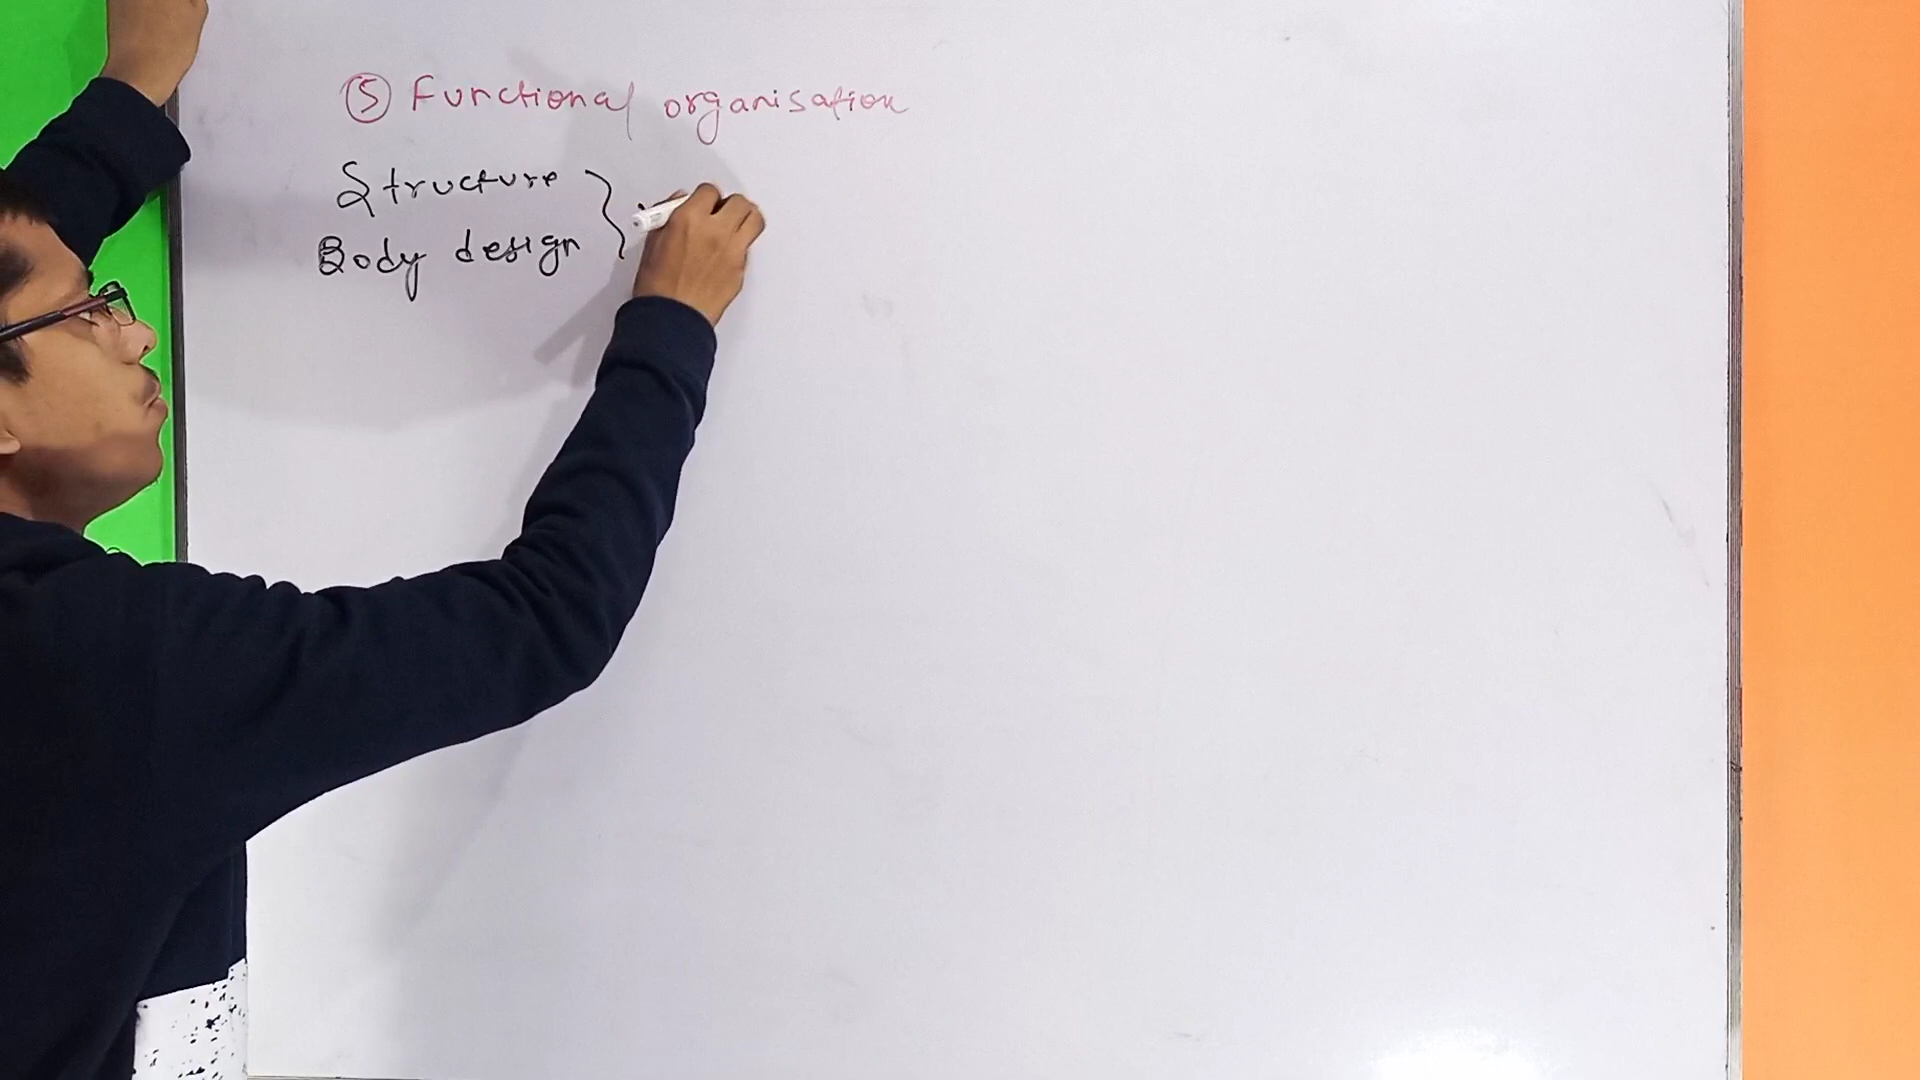 ⑤ Functional organisation
Structure }
Body design